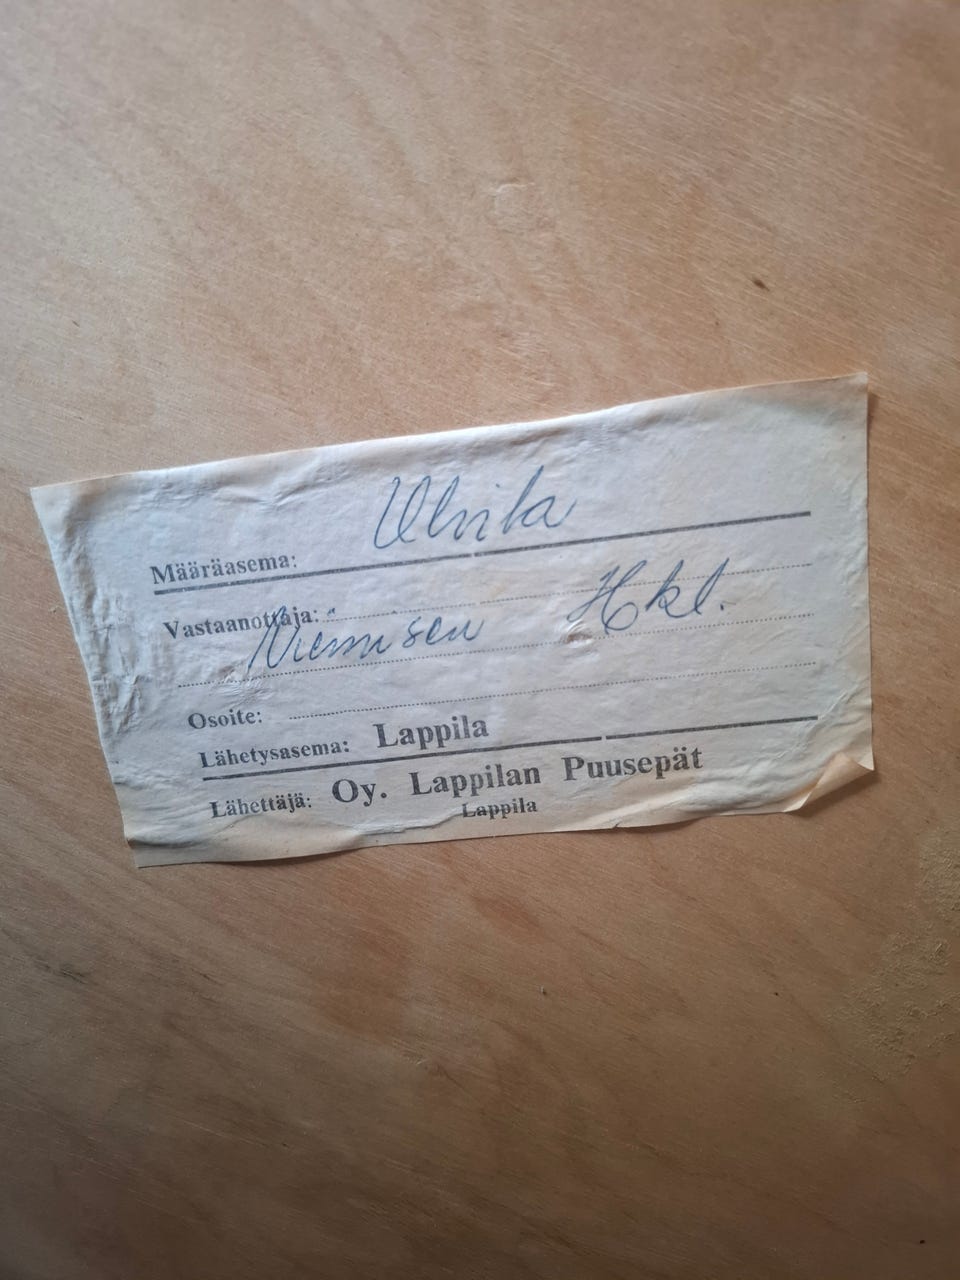 Määräasema: Ulvila
Vastaanottaja:
Niemisen Hkl.
Osoite:
Lähetysasema: Lappila
Lähettäjä: Oy. Lappilan Puusepät
Lappila